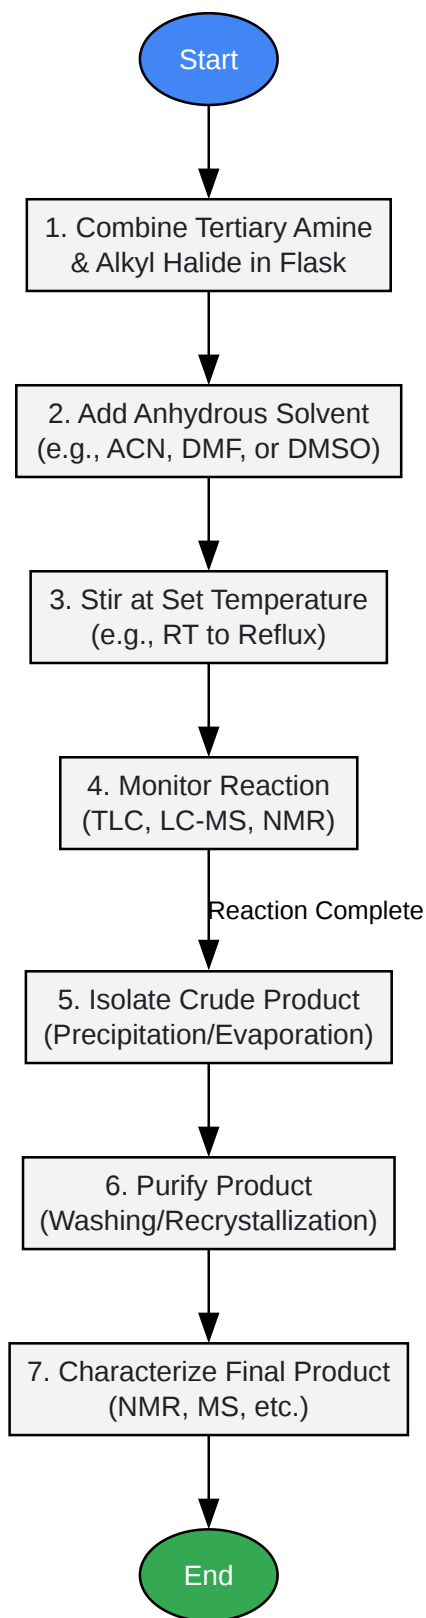 Start
1. Combine Tertiary Amine
& Alkyl Halide in Flask
2. Add Anhydrous Solvent
(e.g., ACN, DMF, or DMSO)
3. Stir at Set Temperature
(e.g., RT to Reflux)
4. Monitor Reaction
(TLC, LC-MS, NMR)
Reaction Complete
5. Isolate Crude Product
(Precipitation/Evaporation)
6. Purify Product
(Washing/Recrystallization)
7. Characterize Final Product
(NMR, MS, etc.)
End